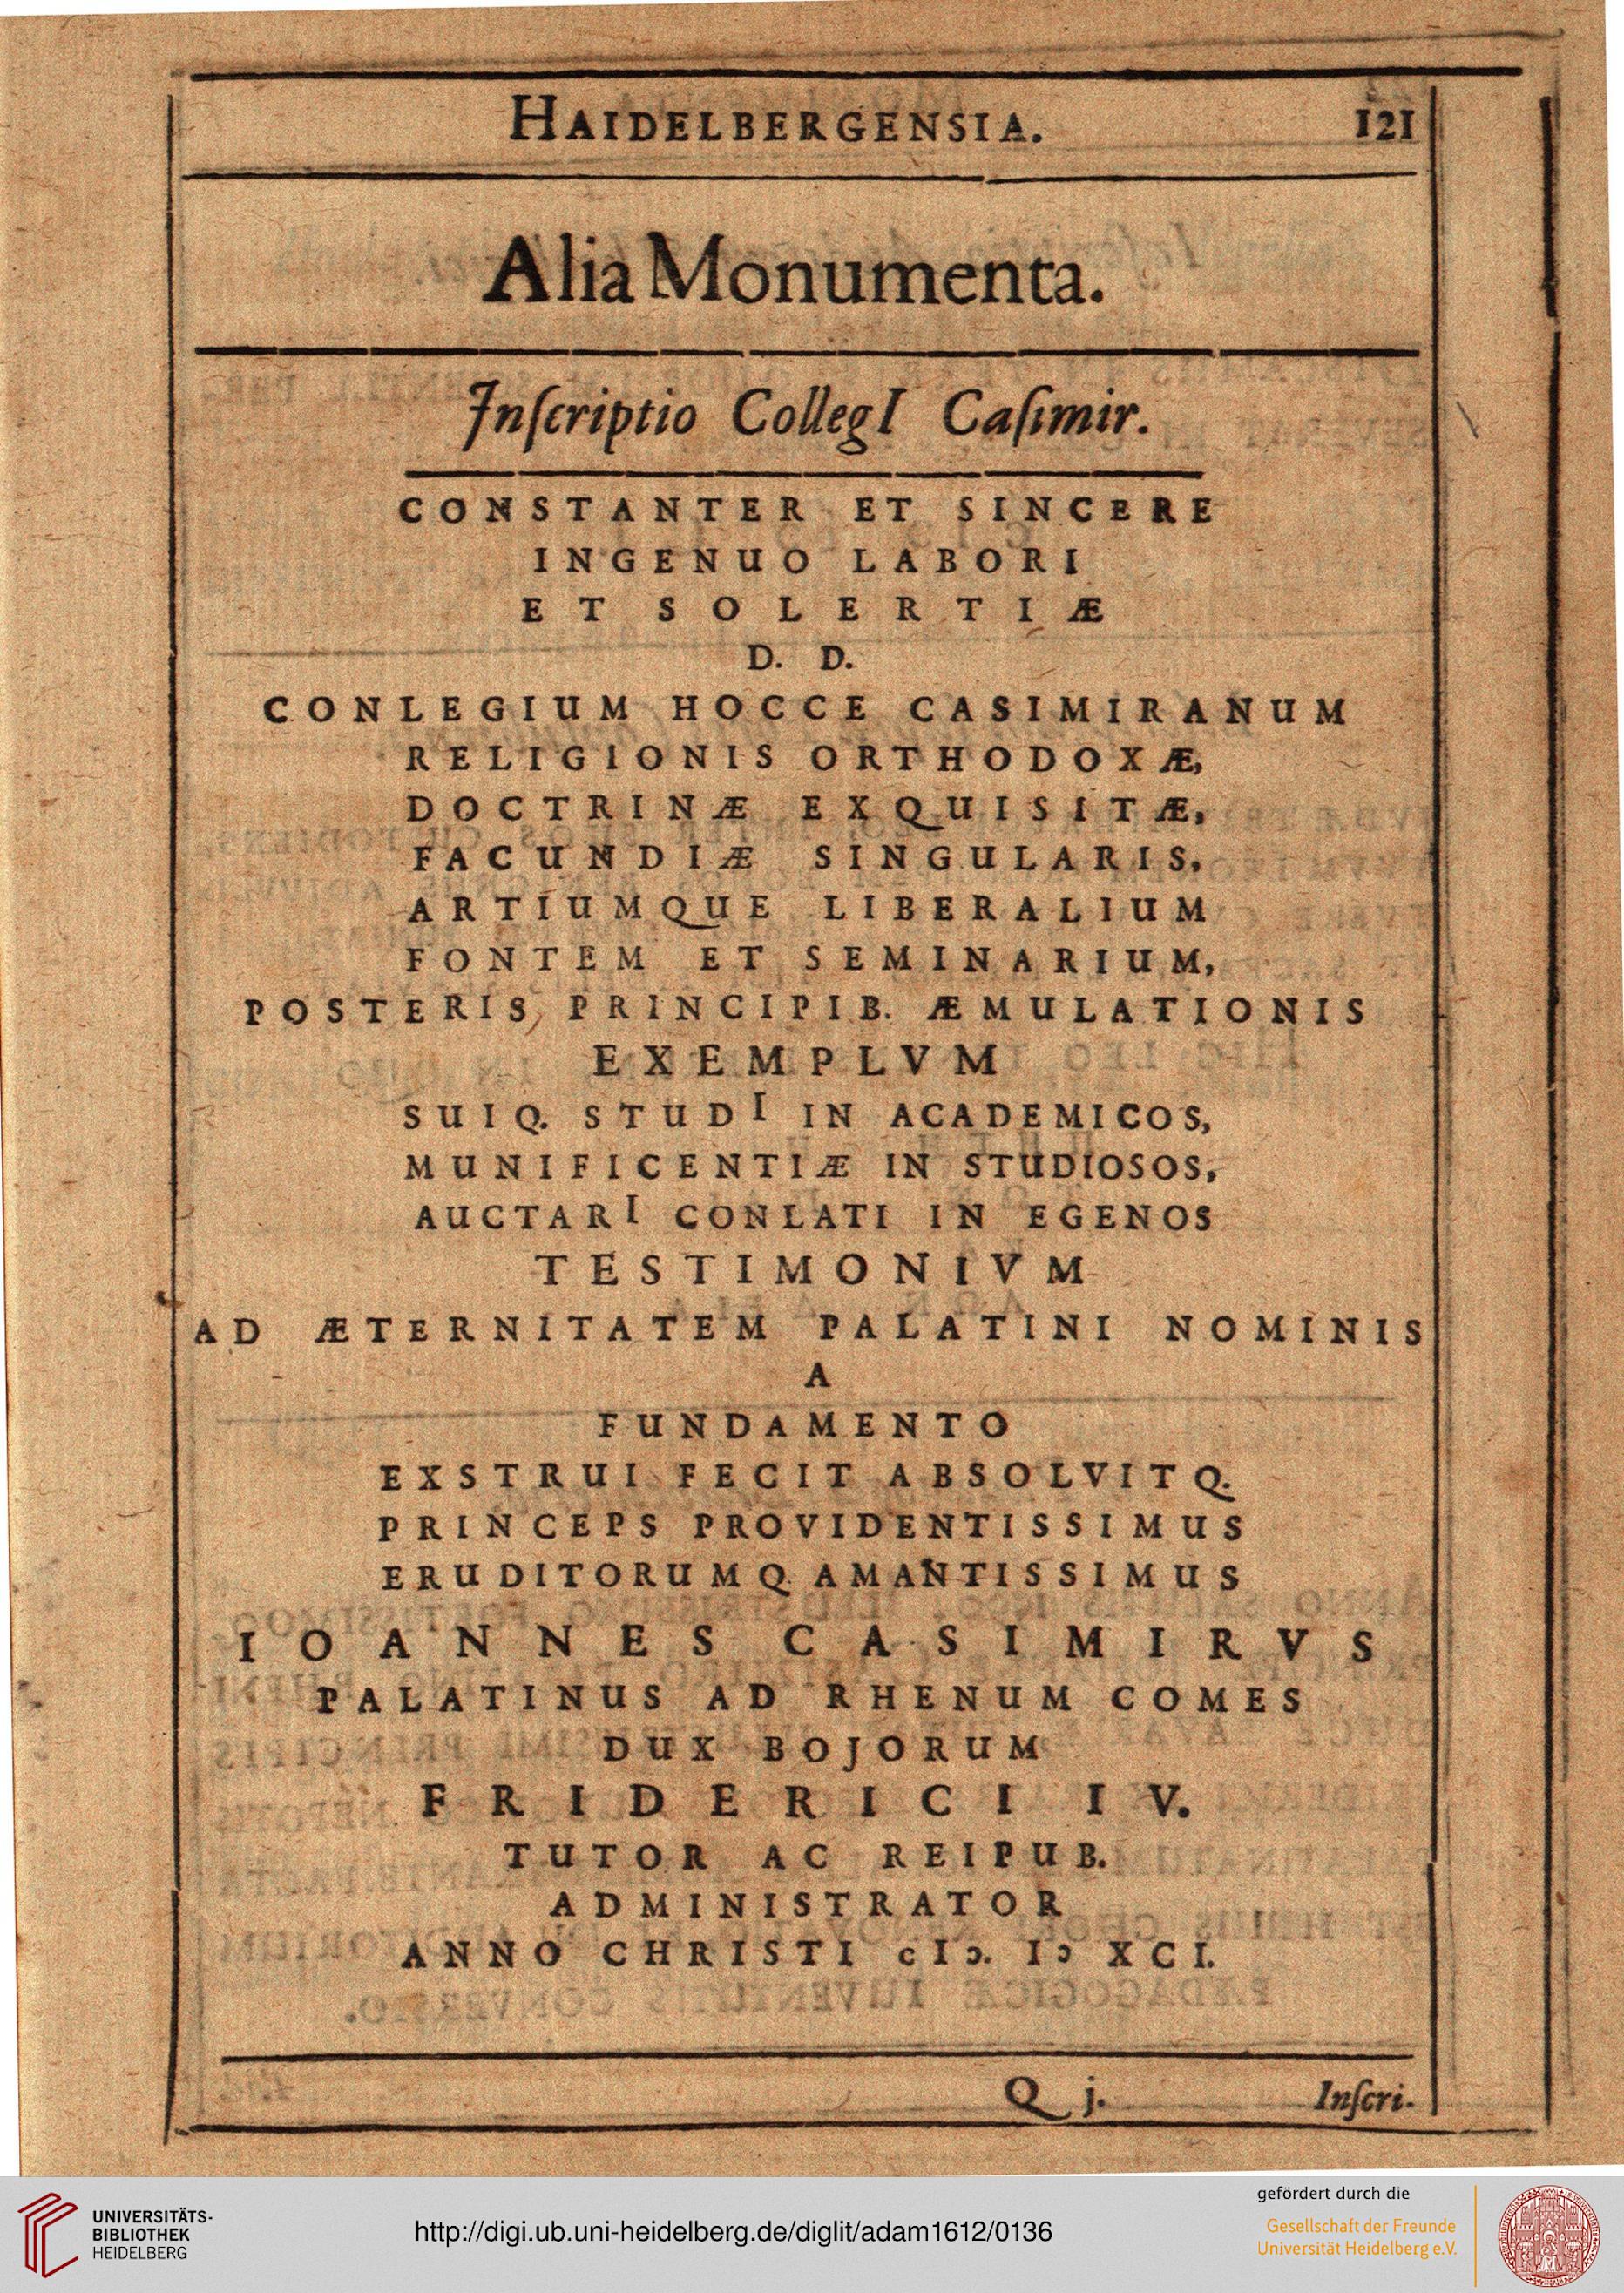 HAIDELBERGENSIA. 121
Alia Monumenta.
Inſcriptio CollegI Caſimir.
CONSTANTER ET SINCERE
INGENUO LABORI
ET SOLERTIÆ
D. D.
CONLEGIUM HOCCE CASIMIRANUM
RELIGIONIS ORTHODOXÆ,
DOCTRINÆ EXQUISITÆ,
FACUNDIÆ SINGULARIS,
ARTIUMQUE LIBERALIUM
FONTEM ET SEMINARIUM,
POSTERIS, PRINCIPIB. ÆMULATIONIS
EXEMPLVM
SUIQ. STUDI IN ACADEMICOS,
MUNIFICENTIÆ IN STUDIOSOS,
AUCTARI CONLATI IN EGENOS
TESTIMONIVM
AD ÆTERNITATEM PALATINI NOMINIS
A
FUNDAMENTO
EXSTRUI FECIT ABSOLVITQ.
PRINCEPS PROVIDENTISSIMUS
ERUDITORUMQ. AMANTISSIMUS
IOANNES CASIMIRVS
PALATINUS AD RHENUM COMES
DUX BOJORUM
FRIDERICI IV.
TUTOR AC REIPUB.
ADMINISTRATOR
ANNO CHRISTI cIↄ. Iↄ XCI.
Q j. Inſcri-
UNIVERSITÄTS-
BIBLIOTHEK
HEIDELBERG
http://digi.ub.uni-heidelberg.de/diglit/adam1612/0136
gefördert durch die
Gesellschaft der Freunde
Universität Heidelberg e.V.